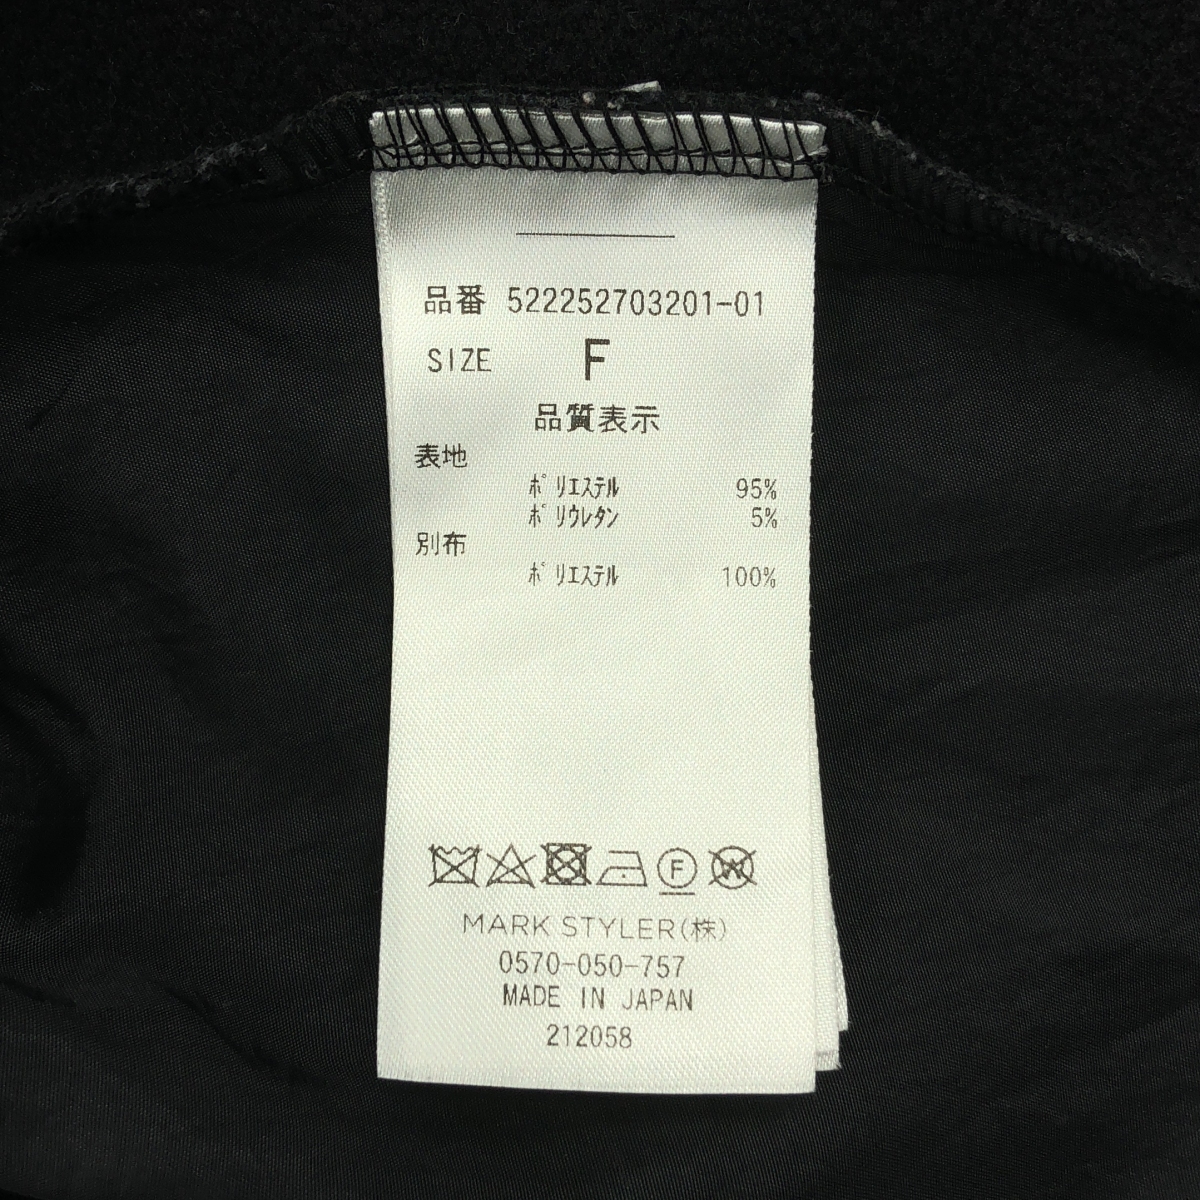 品番 522252703201-01
SIZE F
品質表示
表地
ﾎﾟﾘｴｽﾃﾙ 95%
ﾎﾟﾘｳﾚﾀﾝ 5%
別布
ﾎﾟﾘｴｽﾃﾙ 100%
F W
MARK STYLER(株)
0570-050-757
MADE IN JAPAN
212058